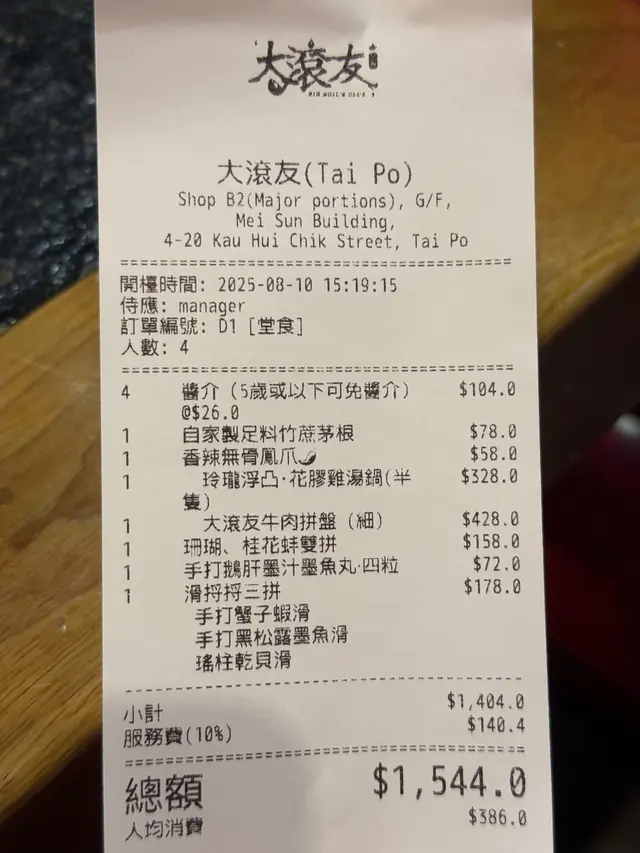 大滾友
BIG BOIL'S CLUB
大滾友(Tai Po)
Shop B2(Major portions), G/F,
Mei Sun Building,
4-20 Kau Hui Chik Street, Tai Po
開檯時間: 2025-08-10 15:19:15
侍應: manager
訂單編號: D1 [堂食]
人數: 4
4 醬介 (5歲或以下可免醬介) $104.0
@$26.0
1 自家製足料竹蔗茅根 $78.0
1 香辣無骨鳳爪🌶 $58.0
1 玲瓏浮凸·花膠雞湯鍋(半 $328.0
隻)
1 大滾友牛肉拼盤 (細) $428.0
1 珊瑚、桂花蚌雙拼 $158.0
1 手打鵝肝墨汁墨魚丸·四粒 $72.0
1 滑捋捋三拼 $178.0
手打蟹子蝦滑
手打黑松露墨魚滑
瑤柱乾貝滑
小計 $1,404.0
服務費(10%) $140.4
總額 $1,544.0
人均消費 $386.0